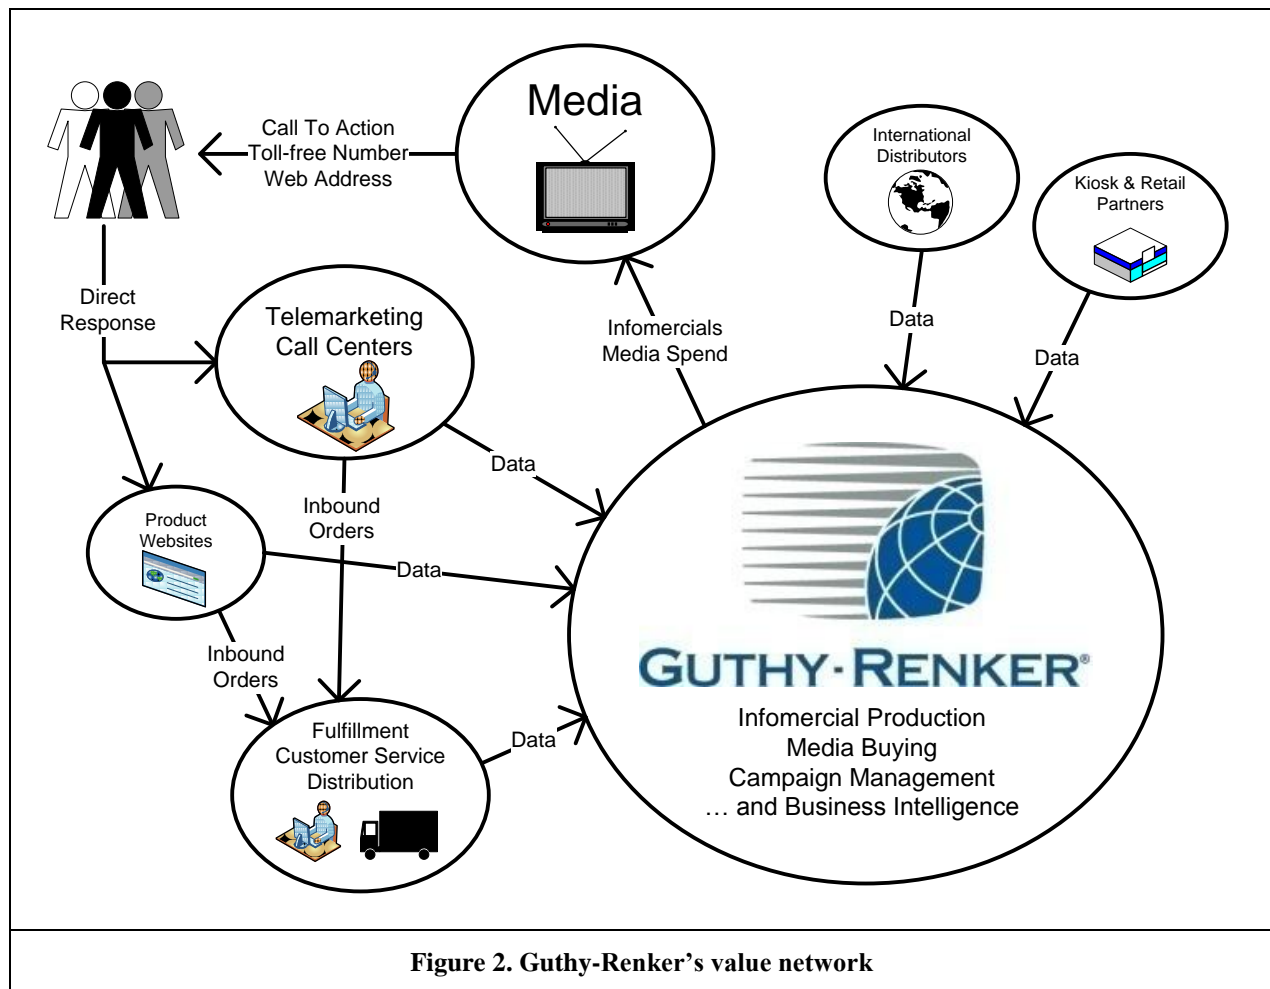 Media
Call To Action
Toll-free Number
Web Address
International
Distributors
Kiosk & Retail
Partners
Direct
Response
Telemarketing
Call Centers
Infomercials
Media Spend
Data
Data
Data
Inbound
Orders
Product
Websites
Data
Inbound
Orders
GUTHY-RENKER®
Infomercial Production
Media Buying
Campaign Management
… and Business Intelligence
Fulfillment
Customer Service
Distribution
Data
Figure 2. Guthy-Renker’s value network